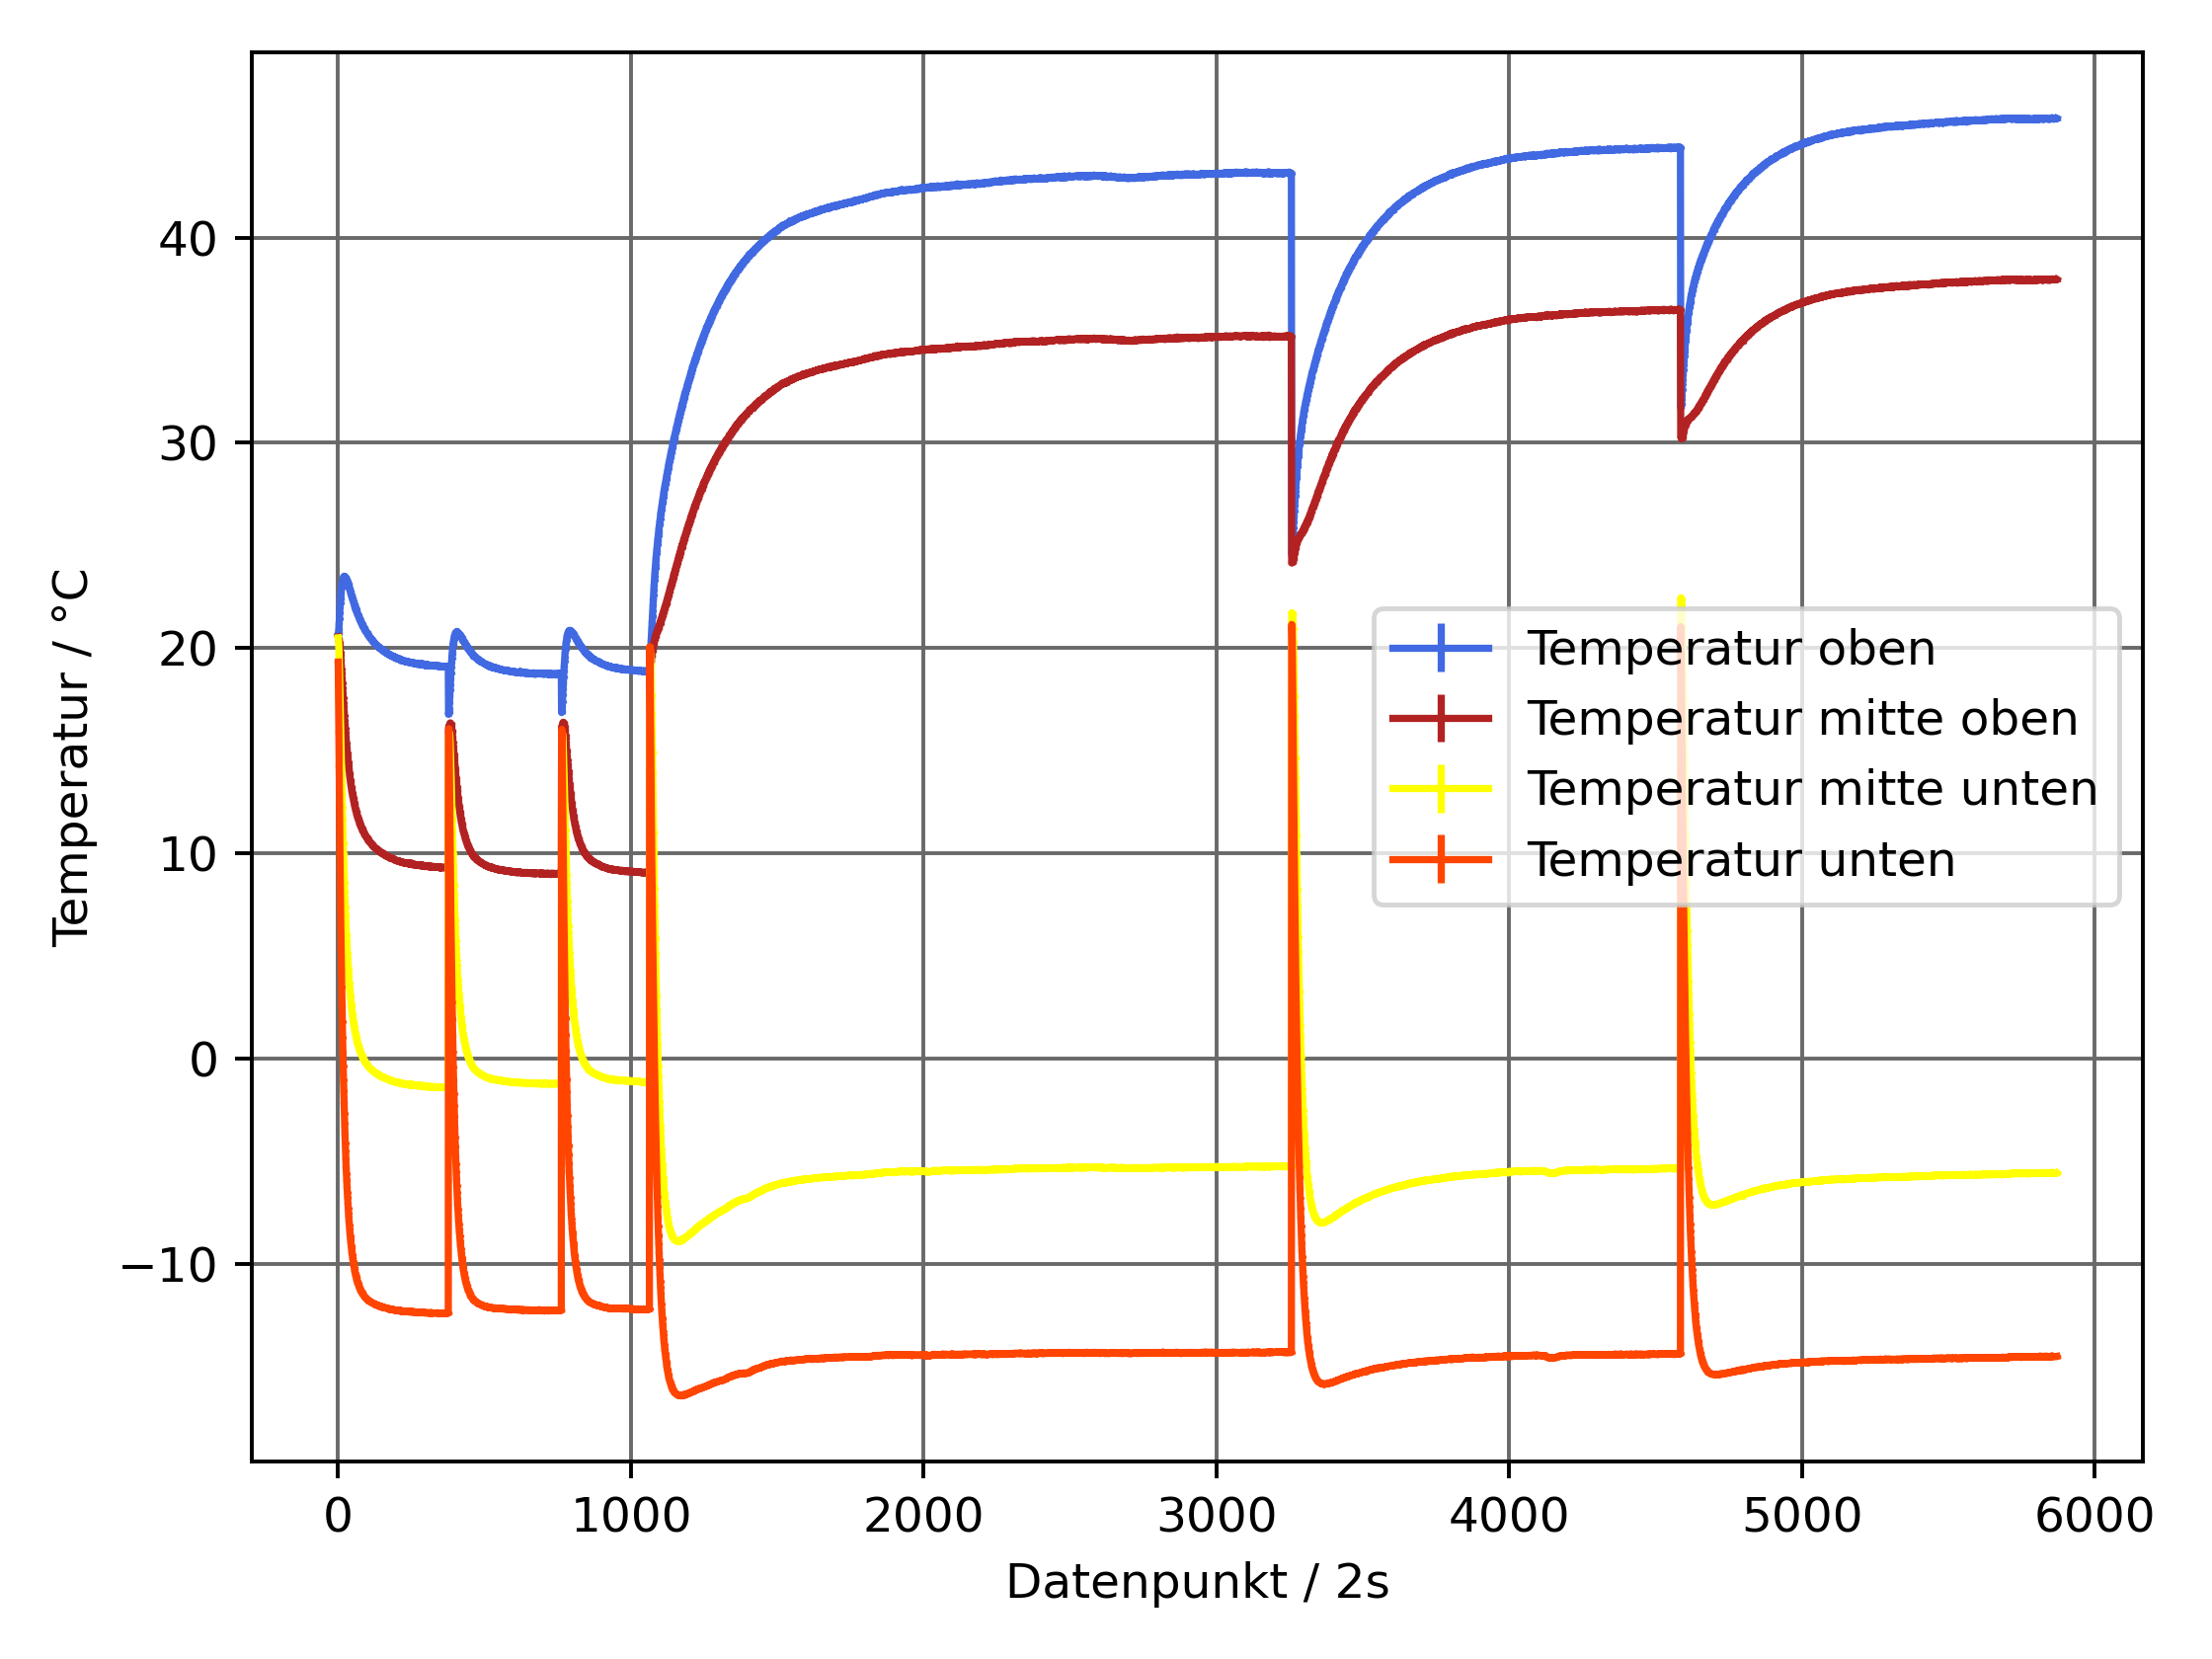 40
30
20
10
0
−10
Temperatur / °C
Temperatur oben
Temperatur mitte oben
Temperatur mitte unten
Temperatur unten
0 1000 2000 3000 4000 5000 6000
Datenpunkt / 2s